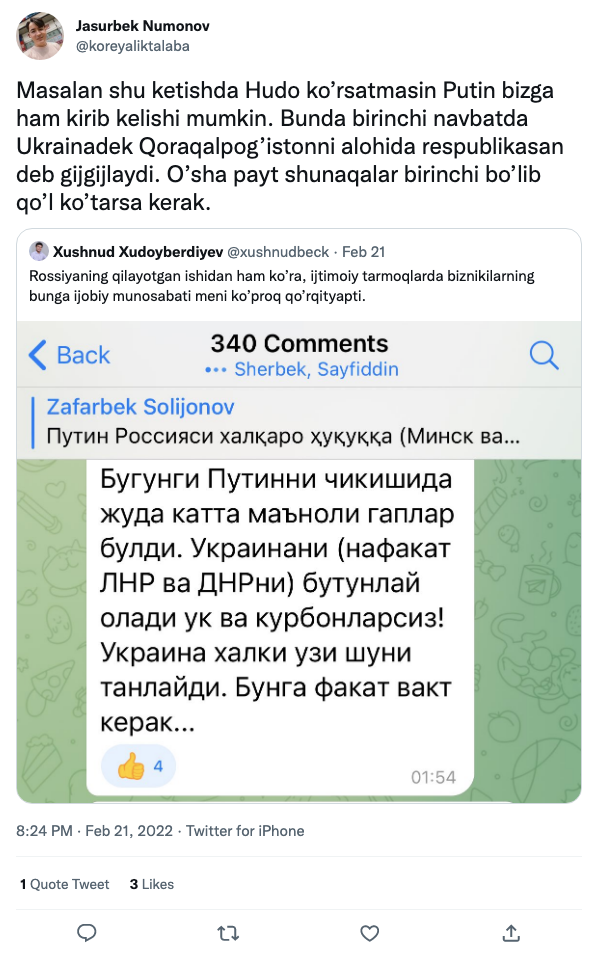 Jasurbek Numonov
@koreyaliktalaba
Masalan shu ketishda Hudo ko’rsatmasin Putin bizga
ham kirib kelishi mumkin. Bunda birinchi navbatda
Ukrainadek Qoraqalpog’istonni alohida respublikasan
deb gijgijlaydi. O’sha payt shunaqalar birinchi bo’lib
qo’l ko’tarsa kerak.
Xushnud Xudoyberdiyev @xushnudbeck · Feb 21
Rossiyaning qilayotgan ishidan ham ko’ra, ijtimoiy tarmoqlarda biznikilarning
bunga ijobiy munosabati meni ko’proq qo’rqityapti.
Back
340 Comments
••• Sherbek, Sayfiddin
Zafarbek Solijonov
Путин Россияси халқаро ҳуқуққа (Минск ва...
Бугунги Путинни чикишида
жуда катта маъноли гаплар
булди. Украинани (нафакат
ЛНР ва ДНРни) бутунлай
олади ук ва курбонларсиз!
Украина халки узи шуни
танлайди. Бунга факат вакт
керак...
👍 4
01:54
8:24 PM · Feb 21, 2022 · Twitter for iPhone
1 Quote Tweet 3 Likes